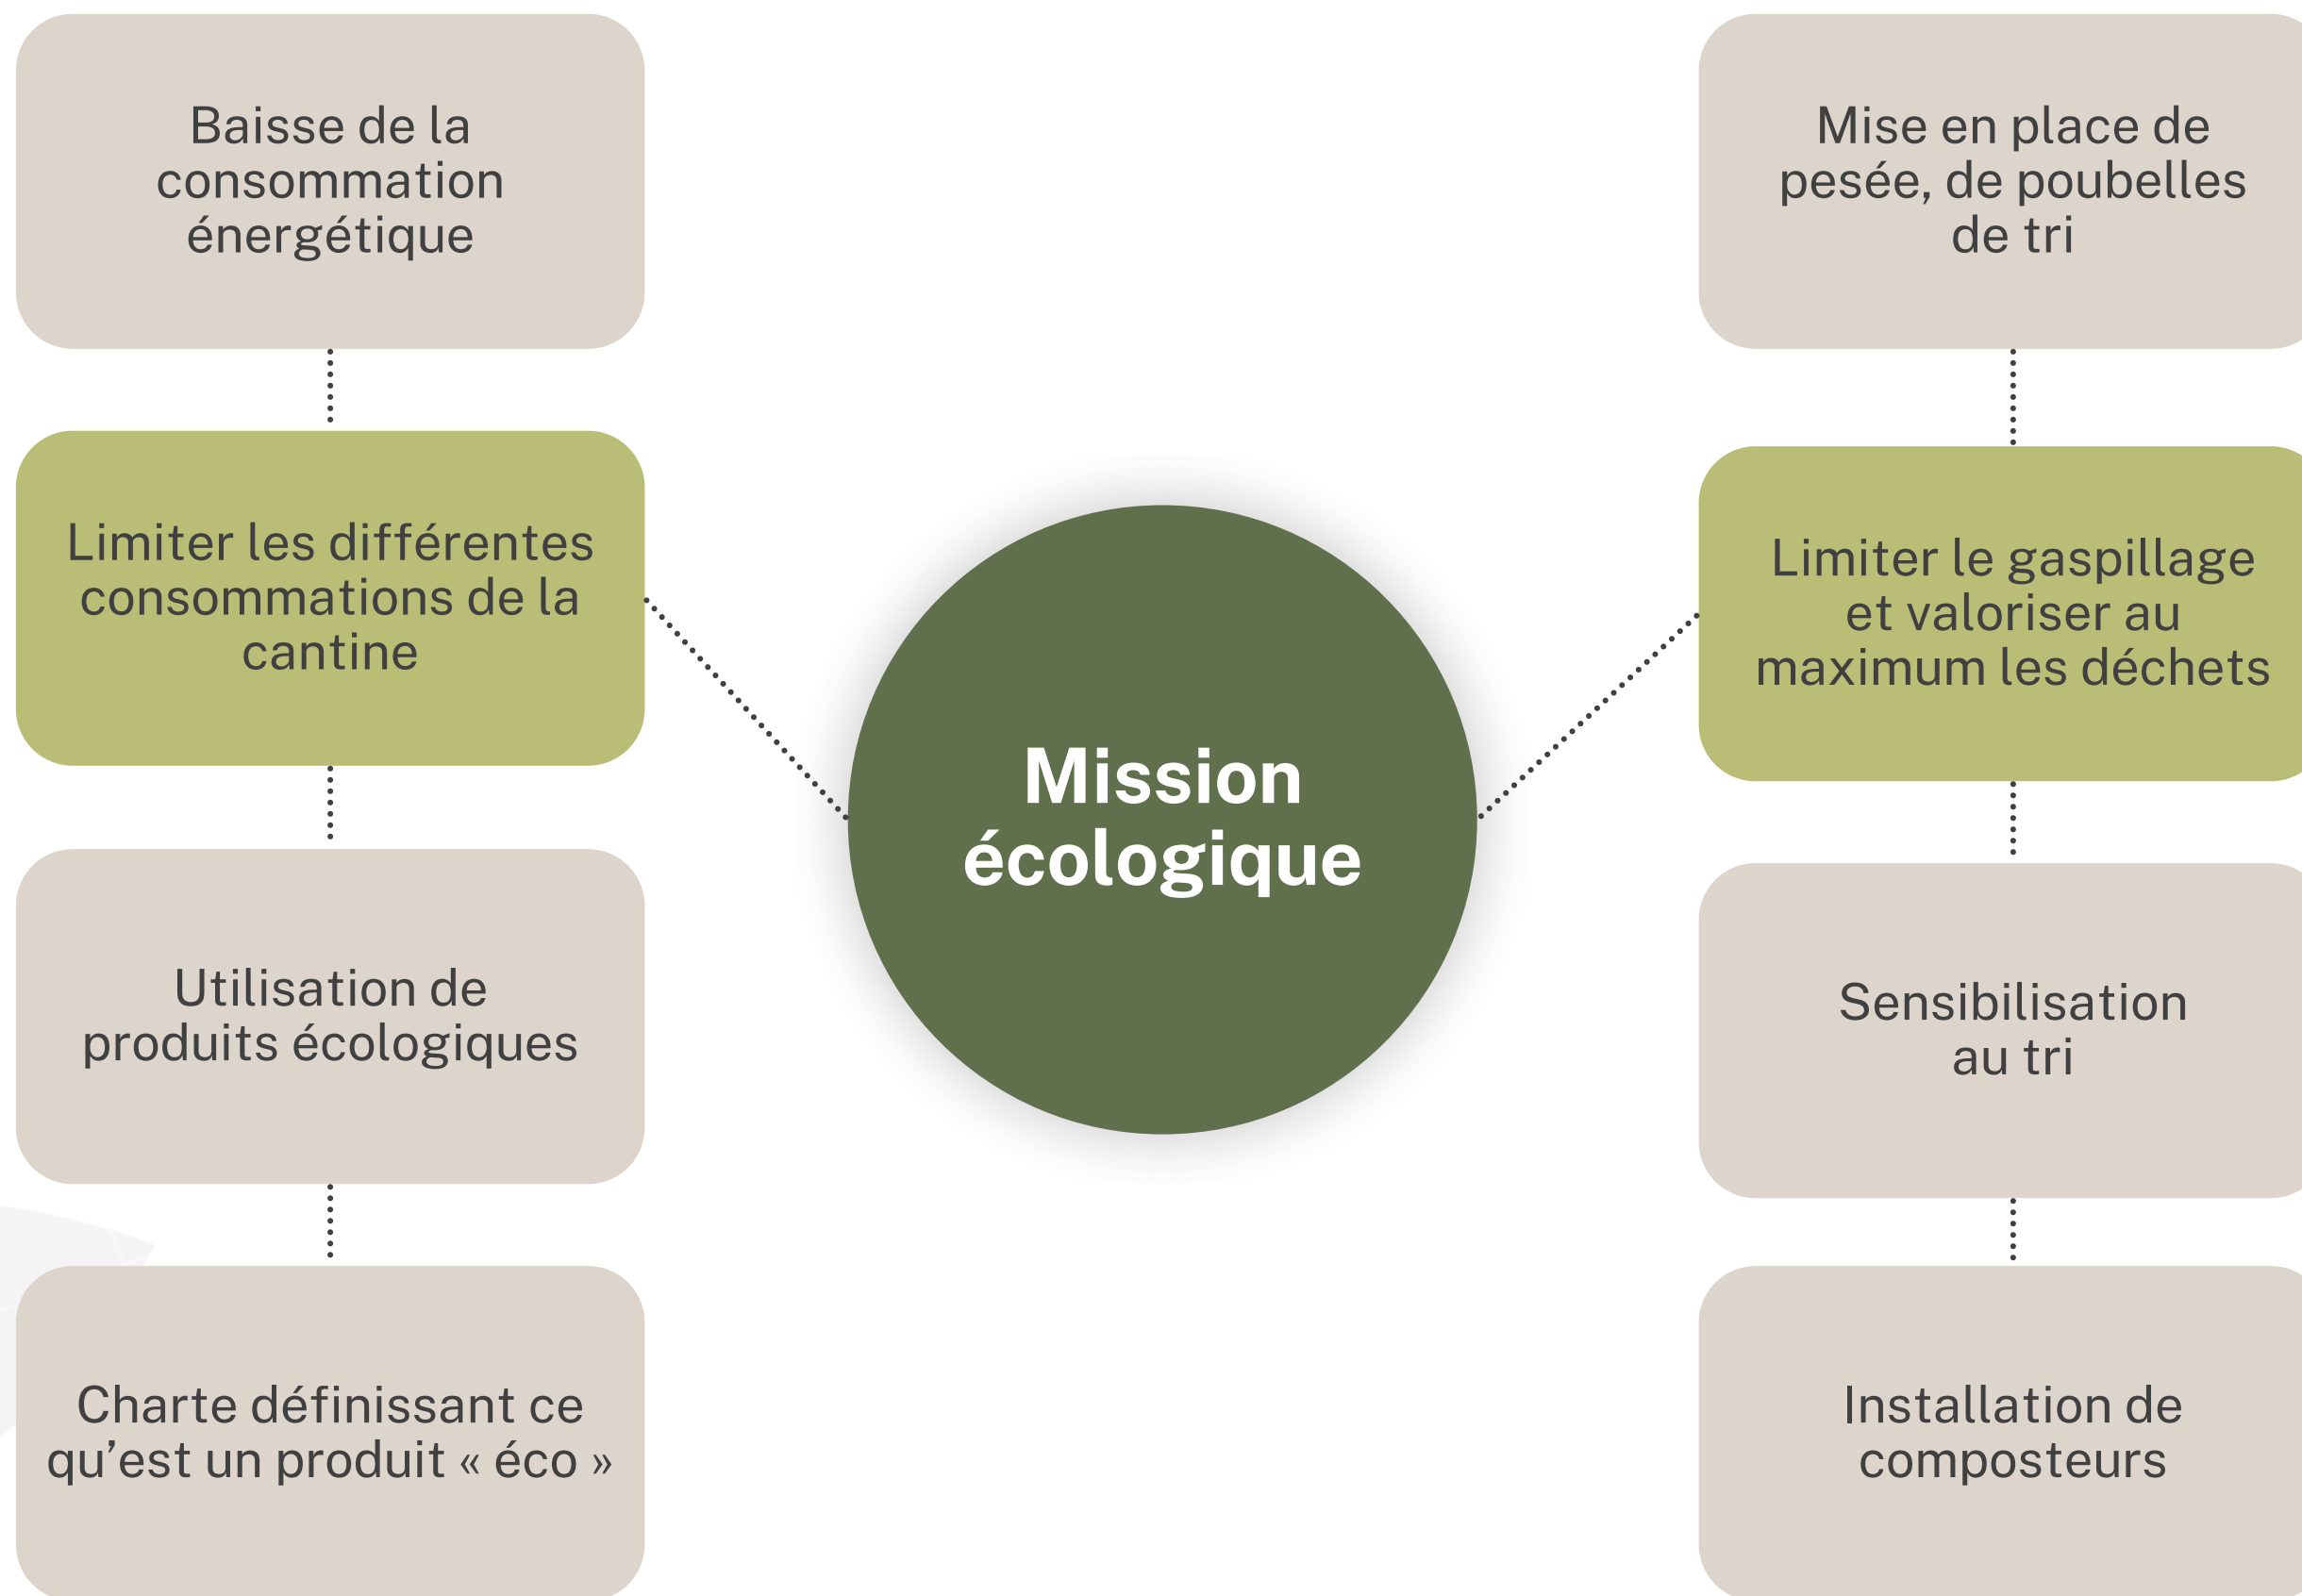 Baisse de la
consommation
énergétique
Limiter les différentes
consommations de la
cantine
Utilisation de
produits écologiques
Charte définissant ce
qu’est un produit « éco »
Mission
écologique
Mise en place de
pesée, de poubelles
de tri
Limiter le gaspillage
et valoriser au
maximum les déchets
Sensibilisation
au tri
Installation de
composteurs